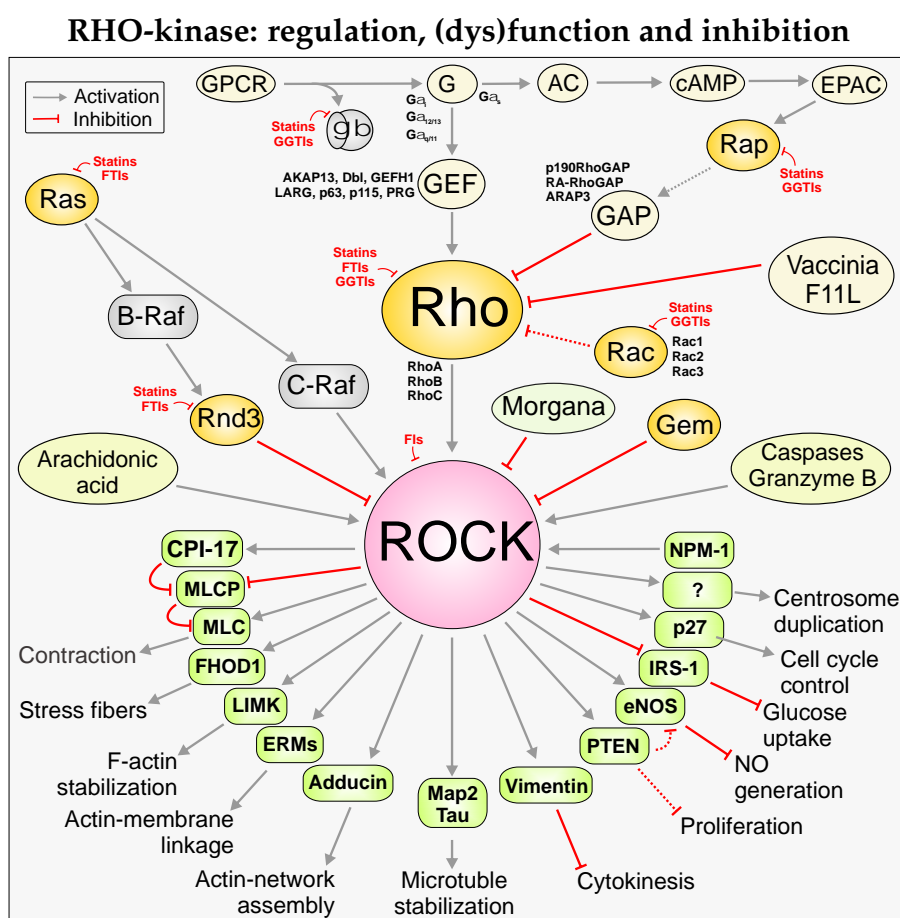 RHO-kinase: regulation, (dys)function and inhibition
Activation
Inhibition
GPCR
G
AC
cAMP
EPAC
Statins
GGTIs
gb
Gaᵢ
Ga₁₂/₁₃
Ga_q/11
Gaₛ
Rap
Statins
GGTIs
Statins
FTIs
Ras
AKAP13, Dbl, GEFH1
LARG, p63, p115, PRG
GEF
p190RhoGAP
RA-RhoGAP
ARAP3
GAP
Statins
FTIs
GGTIs
Rho
Vaccinia
F11L
B-Raf
Statins
GGTIs
Rac
Rac1
Rac2
Rac3
C-Raf
RhoA
RhoB
RhoC
Statins
FTIs
Rnd3
Morgana
Gem
FIs
Arachidonic
acid
Caspases
Granzyme B
ROCK
CPI-17
NPM-1
MLCP
?
MLC
p27
Centrosome
duplication
Contraction
FHOD1
IRS-1
Cell cycle
control
Stress fibers
LIMK
eNOS
Glucose
uptake
ERMs
PTEN
F-actin
stabilization
Adducin
Map2
Tau
Vimentin
NO
generation
Actin-membrane
linkage
Proliferation
Actin-network
assembly
Microtuble
stabilization
Cytokinesis